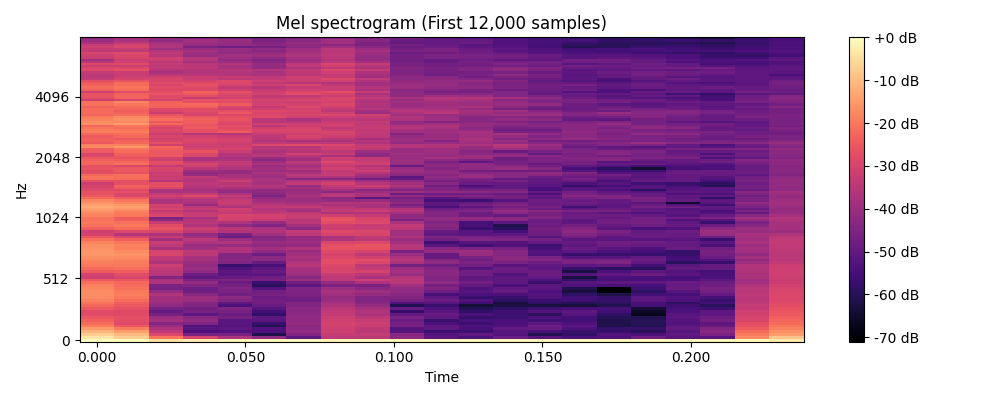 Mel spectrogram (First 12,000 samples)
Hz
4096
2048
1024
512
0
0.000
0.050
0.100
0.150
0.200
Time
+0 dB
-10 dB
-20 dB
-30 dB
-40 dB
-50 dB
-60 dB
-70 dB